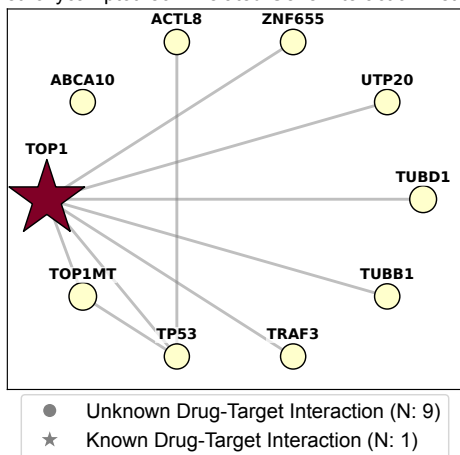 ACTL8 ZNF655
ABCA10 UTP20
TOP1
TUBD1
TOP1MT TUBB1
TP53 TRAF3
Unknown Drug-Target Interaction (N: 9)
Known Drug-Target Interaction (N: 1)